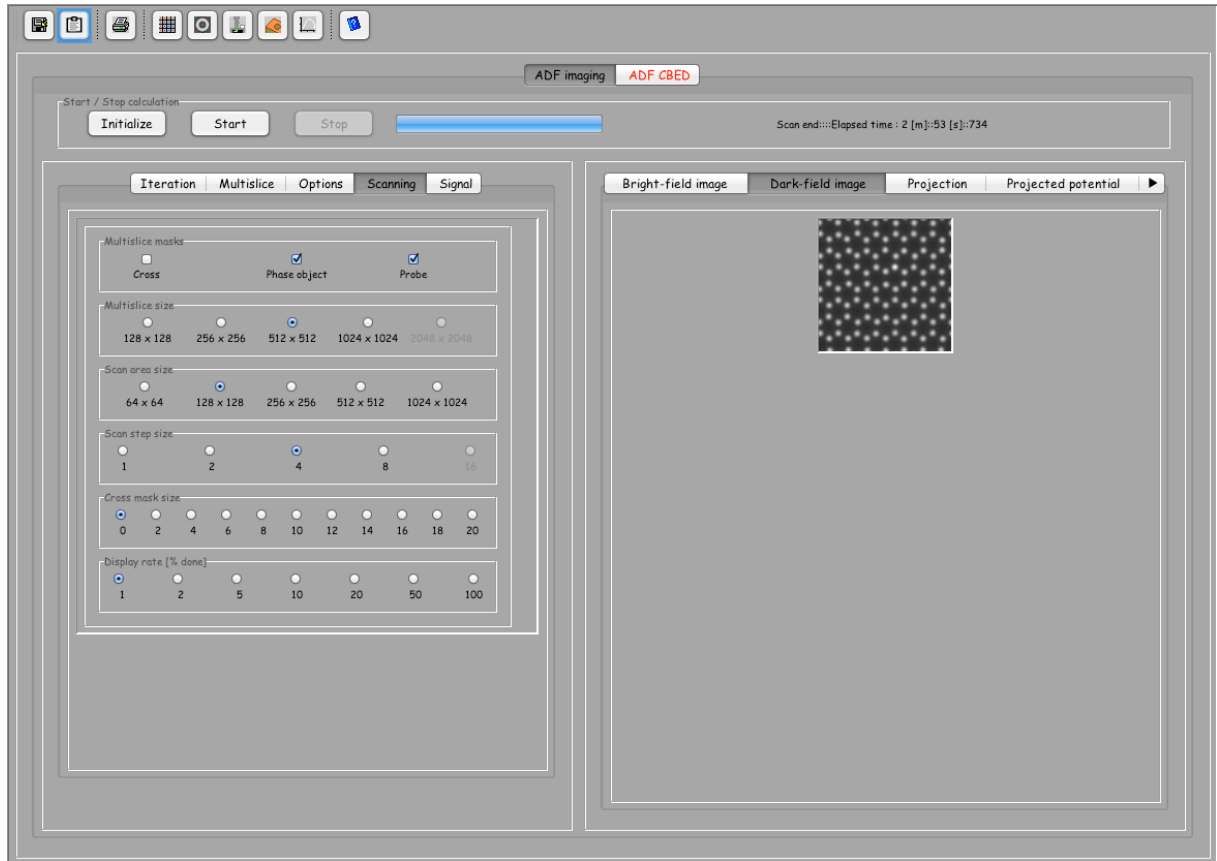 ADF imaging ADF CBED
Start / Stop calculation
Initialize Start Stop Scan end::::Elapsed time : 2 [m]::53 [s]::734
Iteration Multislice Options Scanning Signal
Multislice masks
Cross Phase object Probe
Multislice size
128 x 128 256 x 256 512 x 512 1024 x 1024 2048 x 2048
Scan area size
64 x 64 128 x 128 256 x 256 512 x 512 1024 x 1024
Scan step size
1 2 4 8 16
Cross mask size
0 2 4 6 8 10 12 14 16 18 20
Display rate [% done]
1 2 5 10 20 50 100
Bright-field image Dark-field image Projection Projected potential